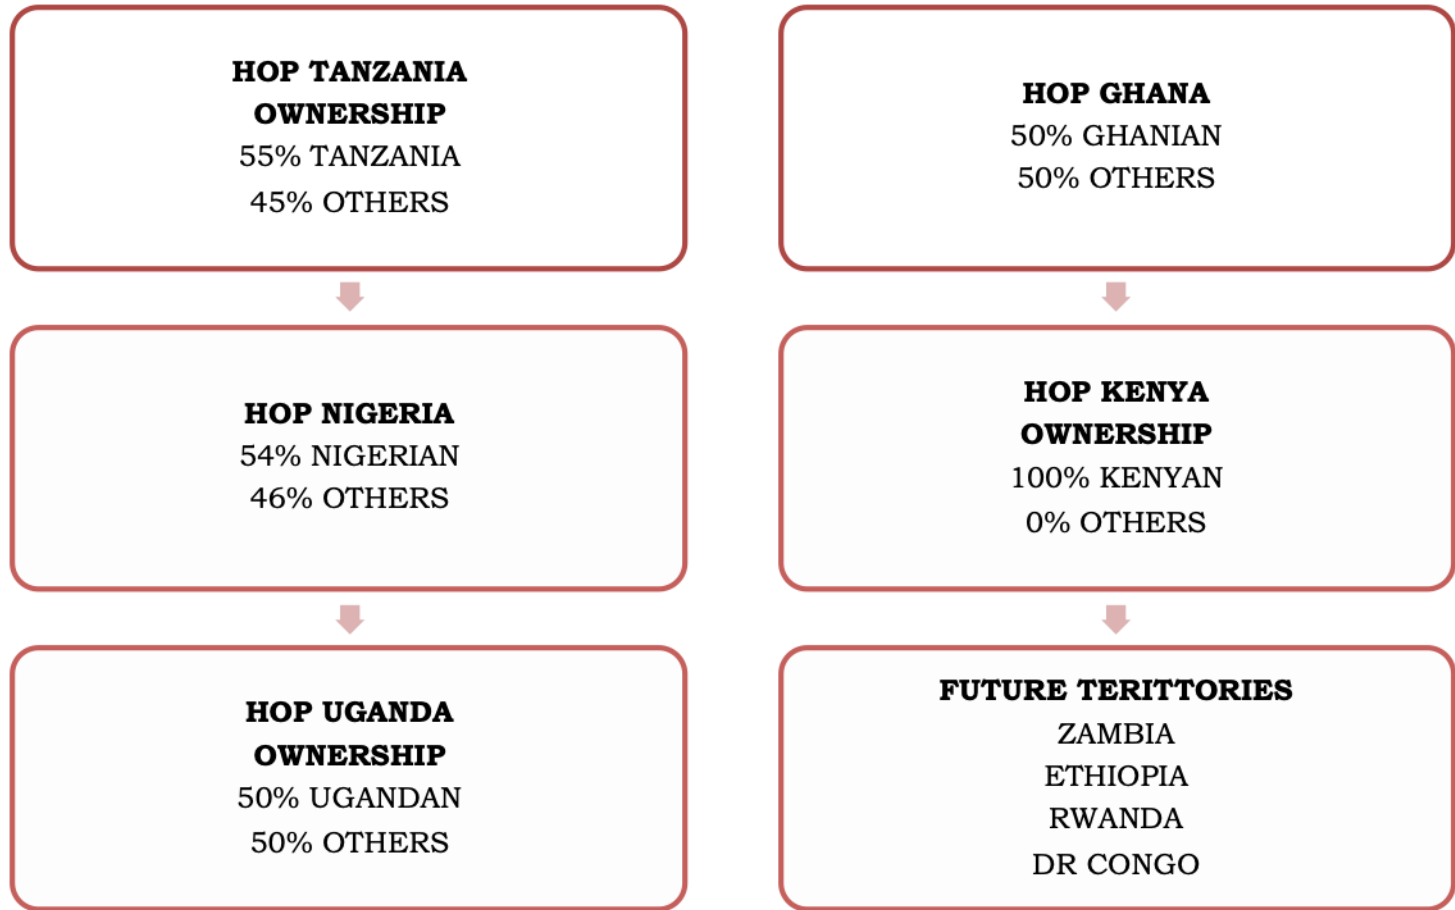 HOP TANZANIA
OWNERSHIP
55% TANZANIA
45% OTHERS
HOP NIGERIA
54% NIGERIAN
46% OTHERS
HOP UGANDA
OWNERSHIP
50% UGANDAN
50% OTHERS
HOP GHANA
50% GHANIAN
50% OTHERS
HOP KENYA
OWNERSHIP
100% KENYAN
0% OTHERS
FUTURE TERITTORIES
ZAMBIA
ETHIOPIA
RWANDA
DR CONGO